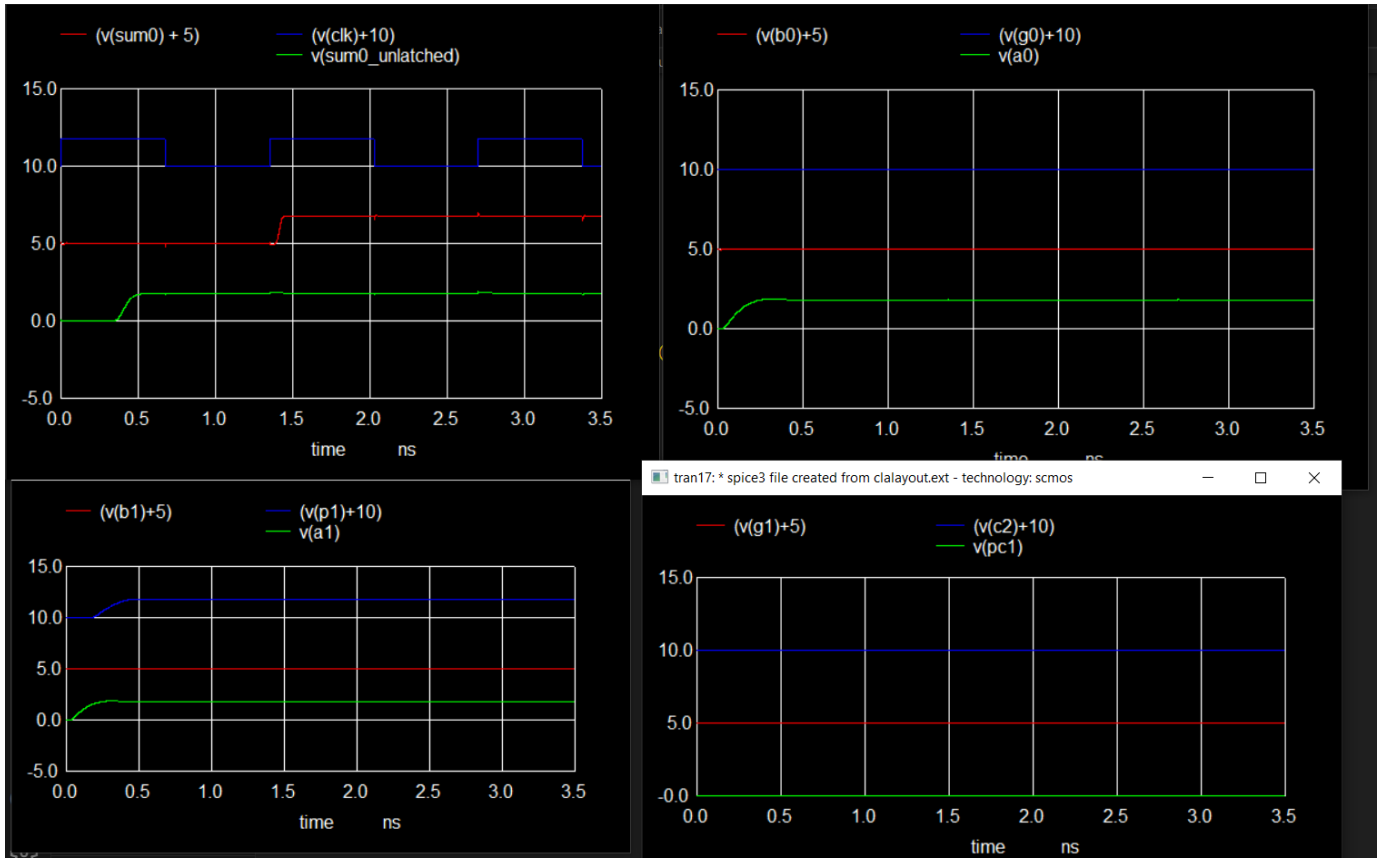 (v(sum0) + 5)
(v(clk)+10)
v(sum0_unlatched)
15.0
10.0
5.0
0.0
-5.0
0.0 0.5 1.0 1.5 2.0 2.5 3.0 3.5
time ns
(v(b0)+5)
(v(g0)+10)
v(a0)
15.0
10.0
5.0
0.0
-5.0
0.0 0.5 1.0 1.5 2.0 2.5 3.0 3.5
time ns
(v(b1)+5)
(v(p1)+10)
v(a1)
15.0
10.0
5.0
0.0
-5.0
0.0 0.5 1.0 1.5 2.0 2.5 3.0 3.5
time ns
tran17: * spice3 file created from clalayout.ext - technology: scmos
(v(g1)+5)
(v(c2)+10)
v(pc1)
15.0
10.0
5.0
-0.0
0.0 0.5 1.0 1.5 2.0 2.5 3.0 3.5
time ns